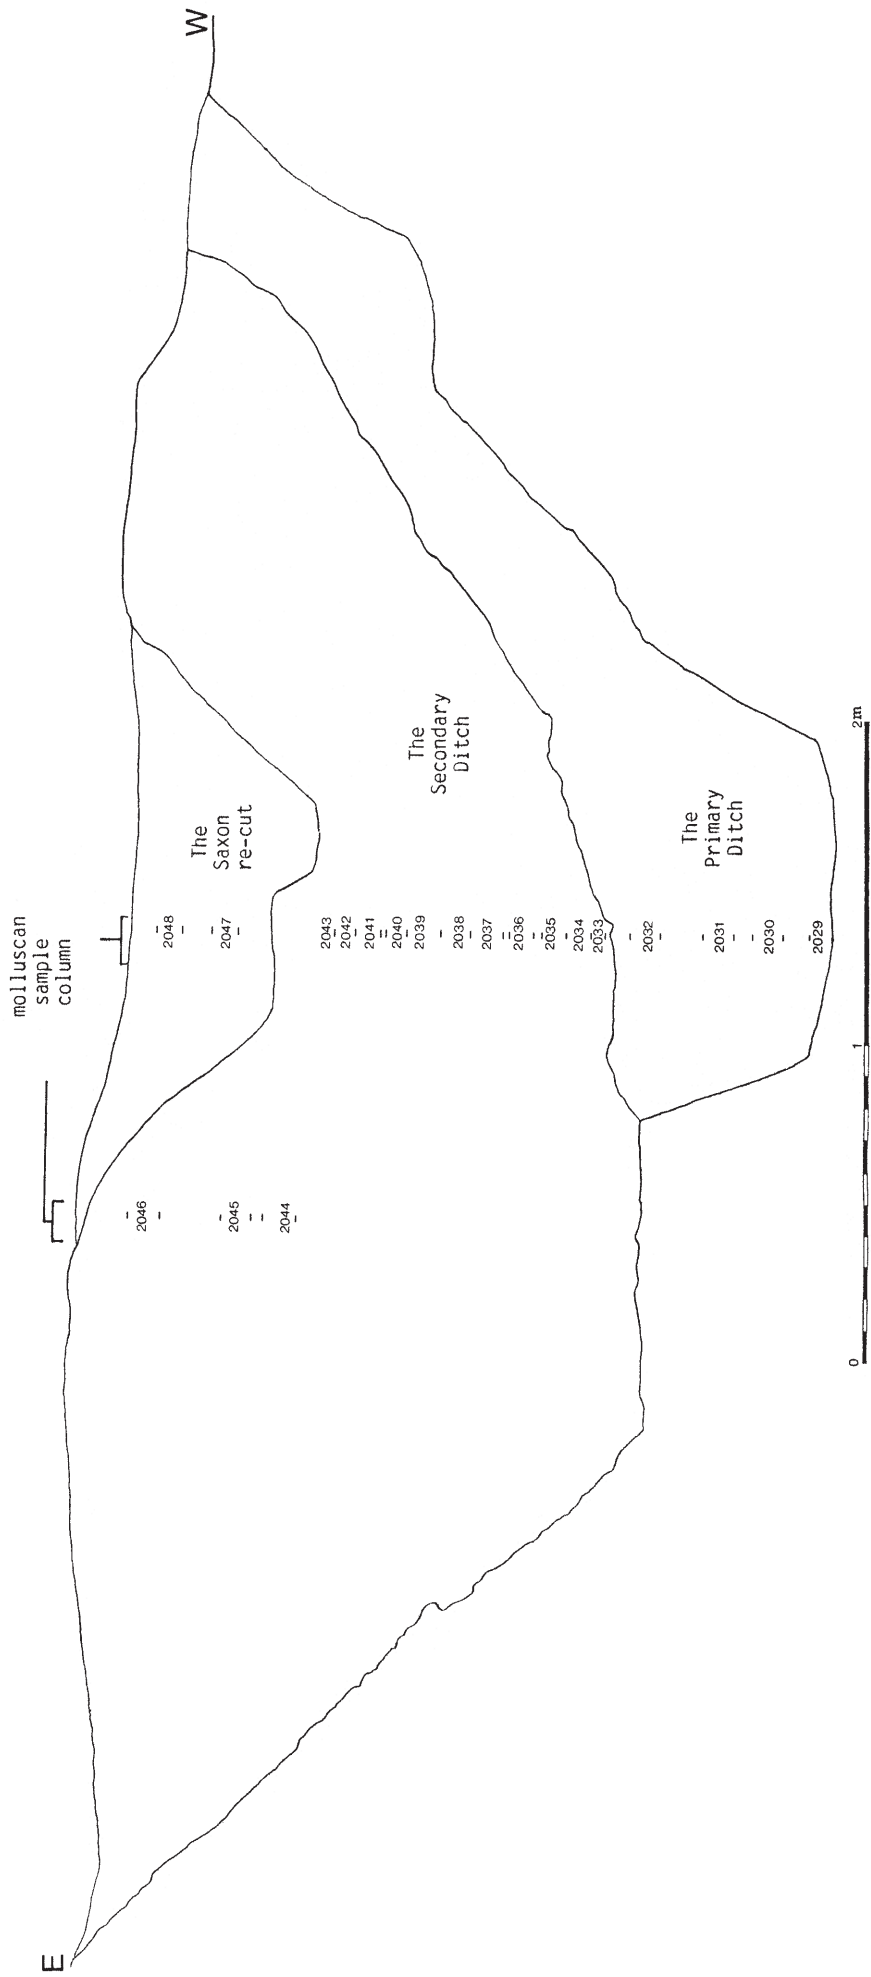 E
W
molluscan
sample
column
2046
2045
2044
2048
2047
The
Saxon
re-cut
2043
2042
2041
2040
2039
2038
2037
2036
2035
2034
2033
2032
2031
2030
2029
The
Secondary
Ditch
The
Primary
Ditch
0
1
2m